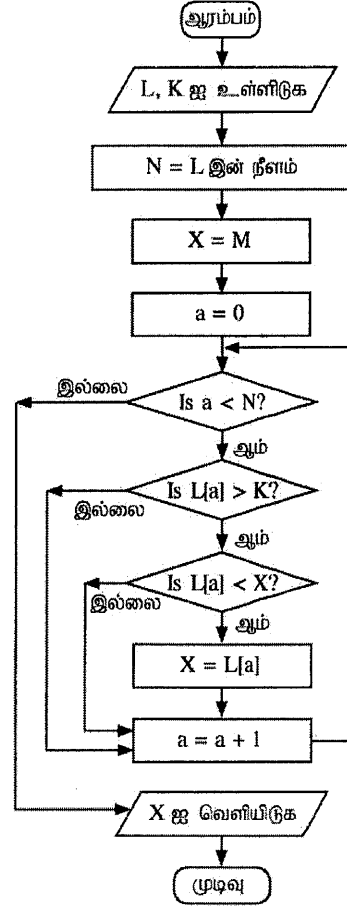 ஆரம்பம்
L, K ஐ உள்ளிடுக
N = L இன் நீளம்
X = M
a = 0
Is a < N?
இல்லை
ஆம்
Is L[a] > K?
இல்லை
ஆம்
Is L[a] < X?
இல்லை
ஆம்
X = L[a]
a = a + 1
X ஐ வெளியிடுக
முடிவு